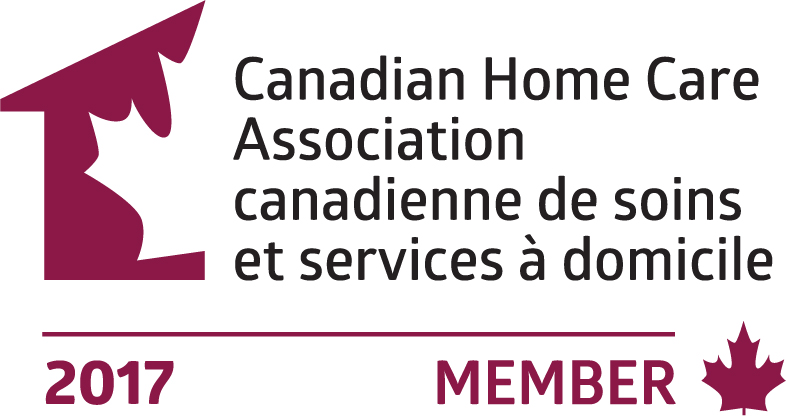 Canadian Home Care
Association
canadienne de soins
et services à domicile
2017 MEMBER